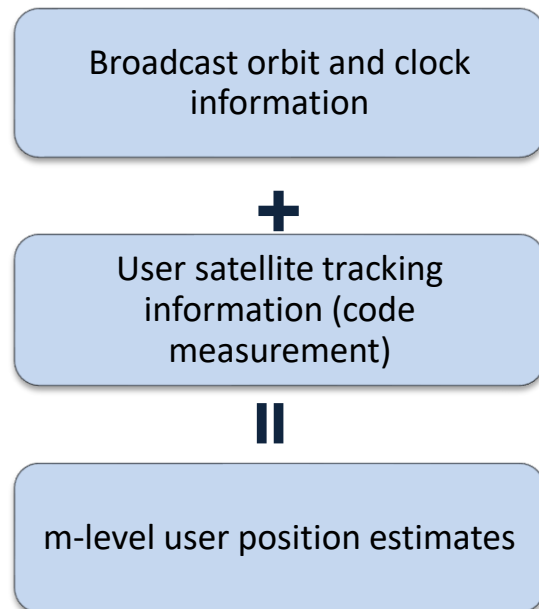 Broadcast orbit and clock
information
+
User satellite tracking
information (code
measurement)
=
m-level user position estimates